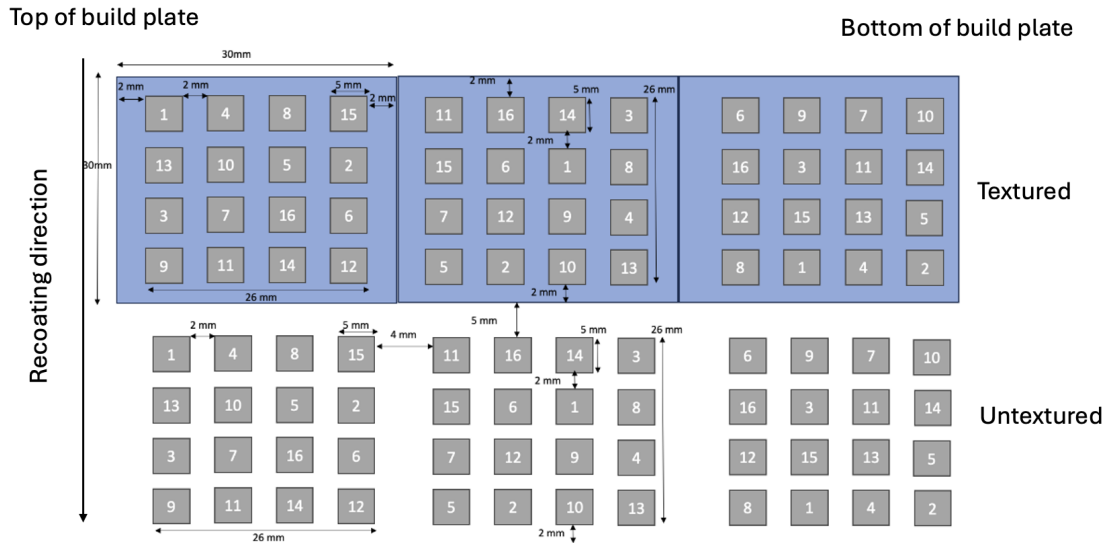 Top of build plate
Bottom of build plate
30mm
2 mm
2 mm
5 mm
2 mm
2 mm
5 mm
26 mm
1 4 8 15
11 16 14 3
6 9 7 10
2 mm
30mm
13 10 5 2
15 6 1 8
16 3 11 14
Textured
3 7 16 6
7 12 9 4
12 15 13 5
9 11 14 12
5 2 10 13
8 1 4 2
26 mm
2 mm
Recoating direction
2 mm
5 mm
4 mm
5 mm
5 mm
26 mm
1 4 8 15
11 16 14 3
6 9 7 10
2 mm
13 10 5 2
15 6 1 8
16 3 11 14
Untextured
3 7 16 6
7 12 9 4
12 15 13 5
9 11 14 12
5 2 10 13
8 1 4 2
26 mm
2 mm